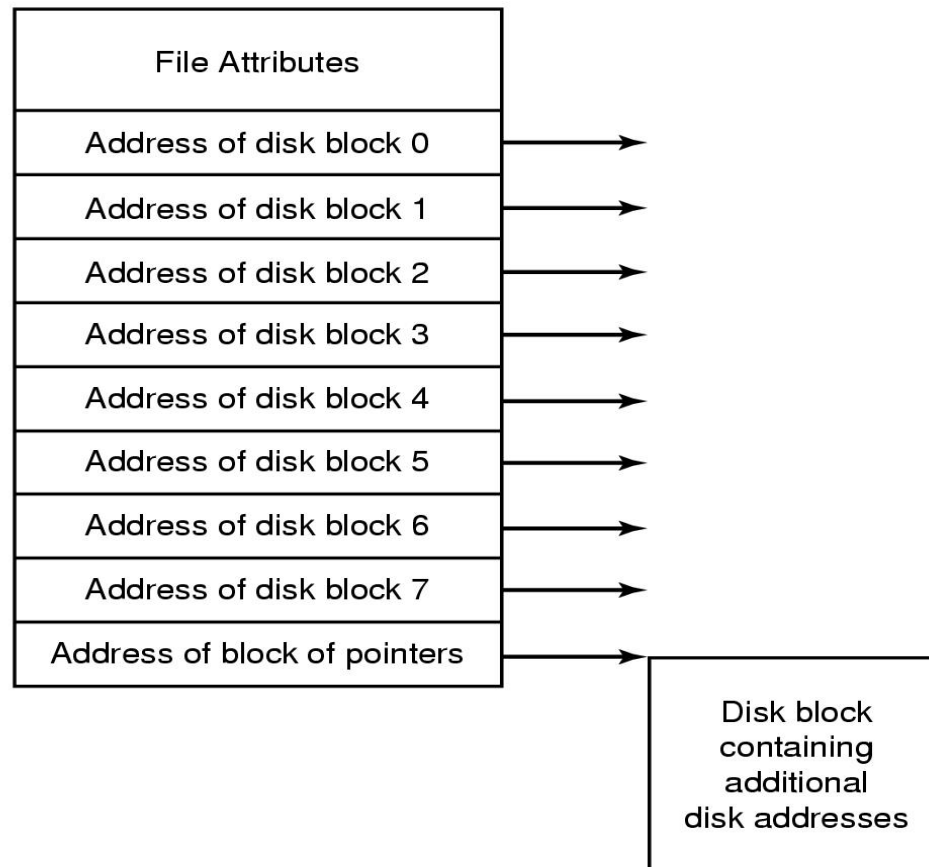 File Attributes
Address of disk block 0
Address of disk block 1
Address of disk block 2
Address of disk block 3
Address of disk block 4
Address of disk block 5
Address of disk block 6
Address of disk block 7
Address of block of pointers
Disk block
containing
additional
disk addresses